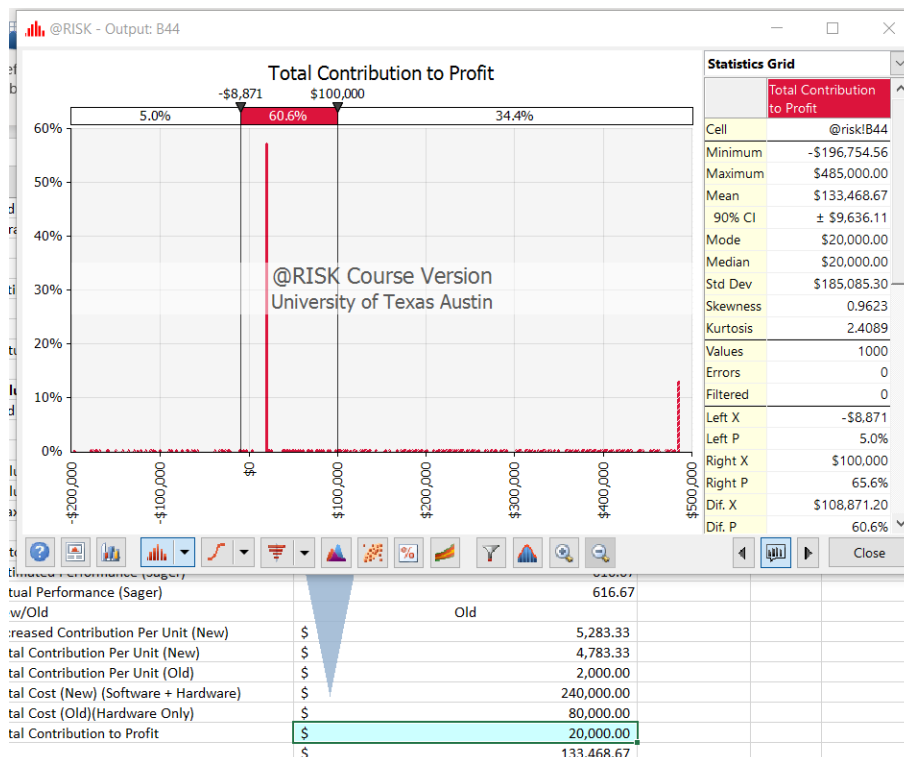 @RISK - Output: B44
Total Contribution to Profit
-$8,871 $100,000
5.0% 60.6% 34.4%
60%
50%
40%
30%
20%
10%
0%
@RISK Course Version
University of Texas Austin
-$200,000
-$100,000
$0
$100,000
$200,000
$300,000
$400,000
$500,000
Statistics Grid
Total Contribution
to Profit
Cell @risk!B44
Minimum -$196,754.56
Maximum $485,000.00
Mean $133,468.67
90% CI ± $9,636.11
Mode $20,000.00
Median $20,000.00
Std Dev $185,085.30
Skewness 0.9623
Kurtosis 2.4089
Values 1000
Errors 0
Filtered 0
Left X -$8,871
Left P 5.0%
Right X $100,000
Right P 65.6%
Dif. X $108,871.20
Dif. P 60.6%
Close
tual Performance (Sager) 616.67
w/Old Old
creased Contribution Per Unit (New) $ 5,283.33
tal Contribution Per Unit (New) $ 4,783.33
tal Contribution Per Unit (Old) $ 2,000.00
tal Cost (New) (Software + Hardware) $ 240,000.00
tal Cost (Old)(Hardware Only) $ 80,000.00
tal Contribution to Profit $ 20,000.00
$ 133,468.67